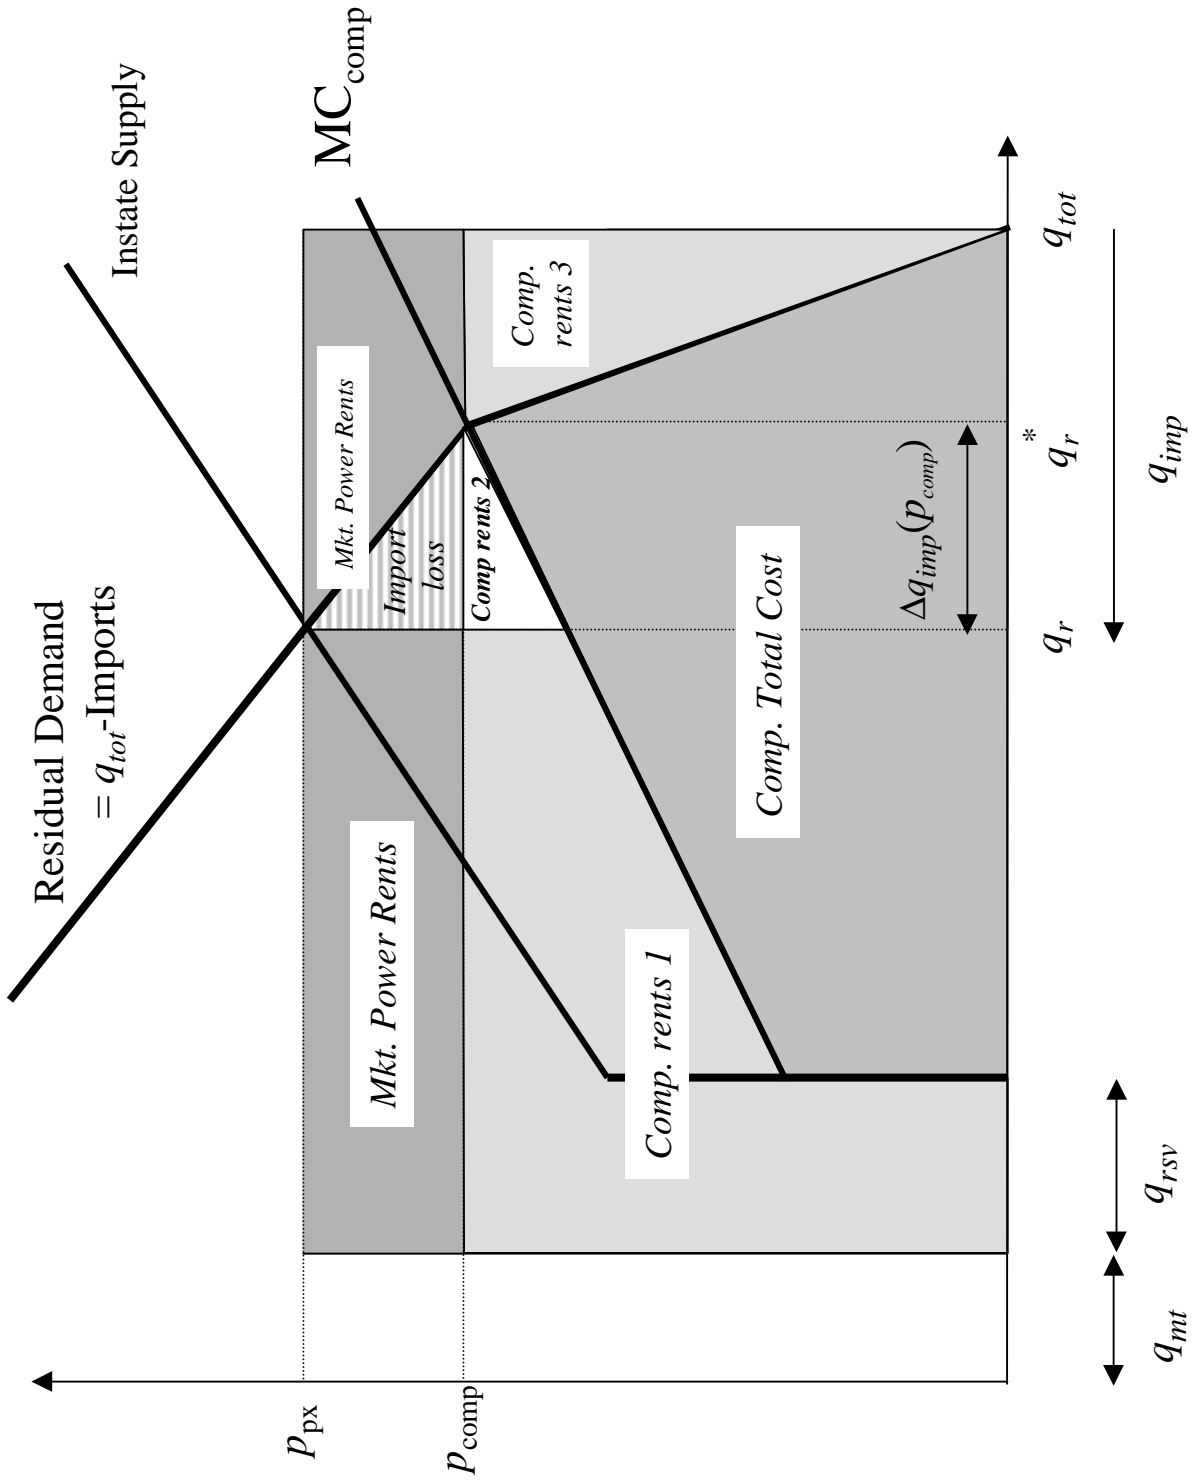 Residual Demand
= q_tot-Imports
Instate Supply
MC_comp
p_px
p_comp
Mkt. Power Rents
Mkt. Power Rents
Import
loss
Comp rents 2
Comp.
rents 3
Comp. rents 1
Comp. Total Cost
Δq_imp(p_comp)
q_r
q_r*
q_tot
q_mt
q_rsv
q_imp